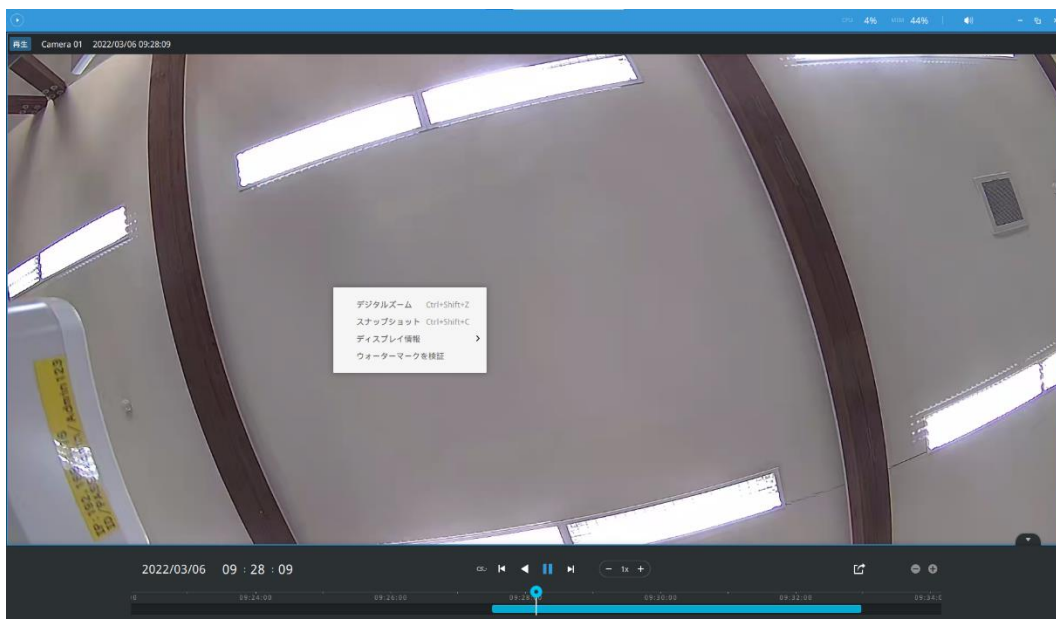 CPU 4% 44%
再生 Camera 01 2022/03/06 09:28:09
デジタルズーム Ctrl+Shift+Z
スナップショット Ctrl+Shift+C
ディスプレイ情報
ウォーターマークを検証
2022/03/06 09 : 28 : 09
− 1x +
09:24:00 09:26:00 09:28:00 09:30:00 09:32:00